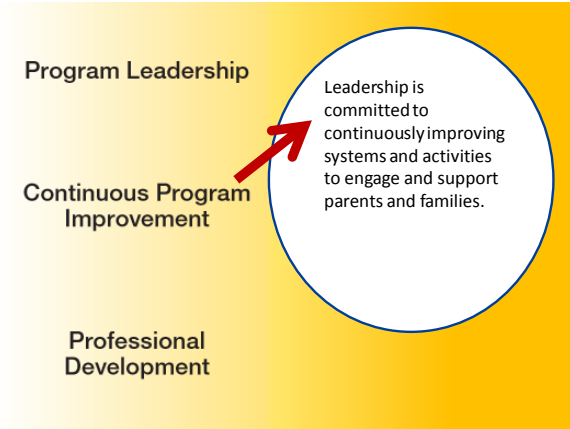 Program Leadership
Continuous Program
Improvement
Professional
Development
Leadership is
committed to
continuously improving
systems and activities
to engage and support
parents and families.